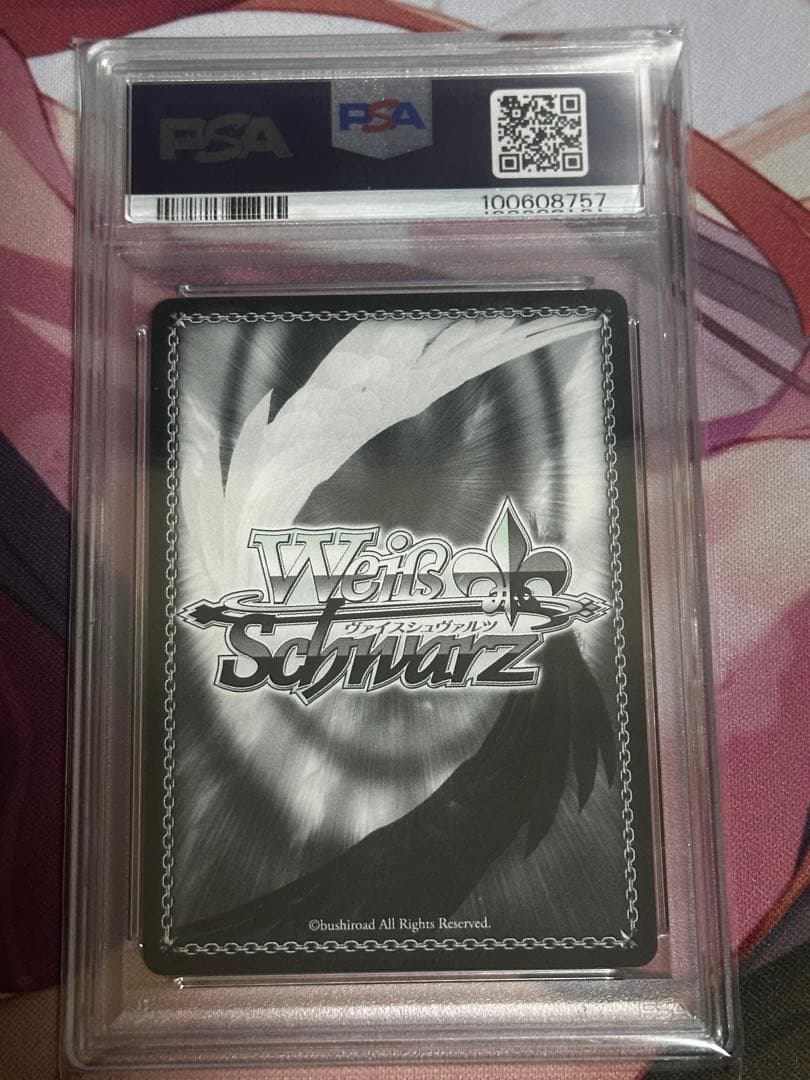 PSA
PSA
100608757
Weiß
ヴァイスシュヴァルツ
Schwarz
©bushiroad All Rights Reserved.